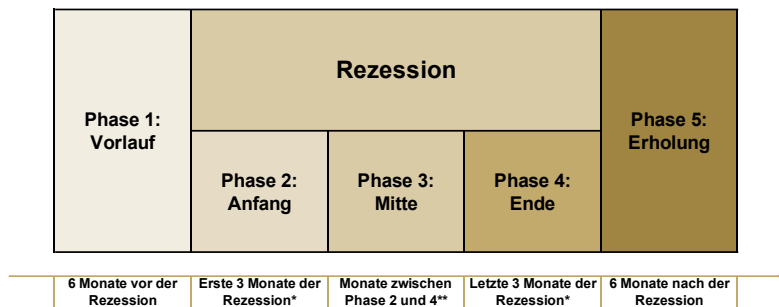 Rezession
Phase 1:
Vorlauf
Phase 5:
Erholung
Phase 2:
Anfang
Phase 3:
Mitte
Phase 4:
Ende
6 Monate vor der
Rezession
Erste 3 Monate der
Rezession*
Monate zwischen
Phase 2 und 4**
Letzte 3 Monate der
Rezession*
6 Monate nach der
Rezession